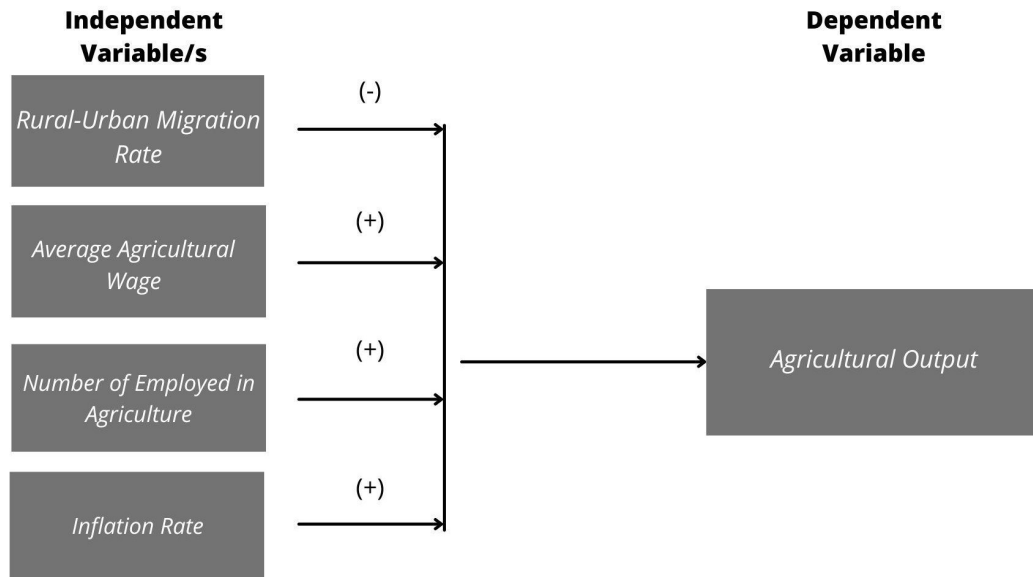 Independent
Variable/s
Dependent
Variable
Rural-Urban Migration
Rate
(-)
Average Agricultural
Wage
(+)
Number of Employed in
Agriculture
(+)
Inflation Rate
(+)
Agricultural Output